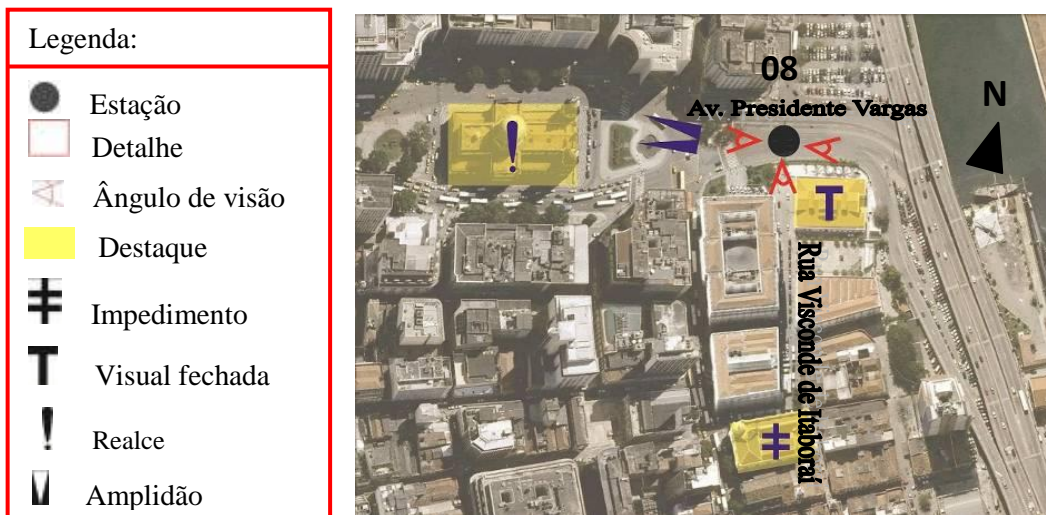 Legenda:
Estação
Detalhe
Ângulo de visão
Destaque
Impedimento
T
Visual fechada
!
Realce
Amplidão
08
Av. Presidente Vargas
N
!
T
Rua Visconde de Itaboraí